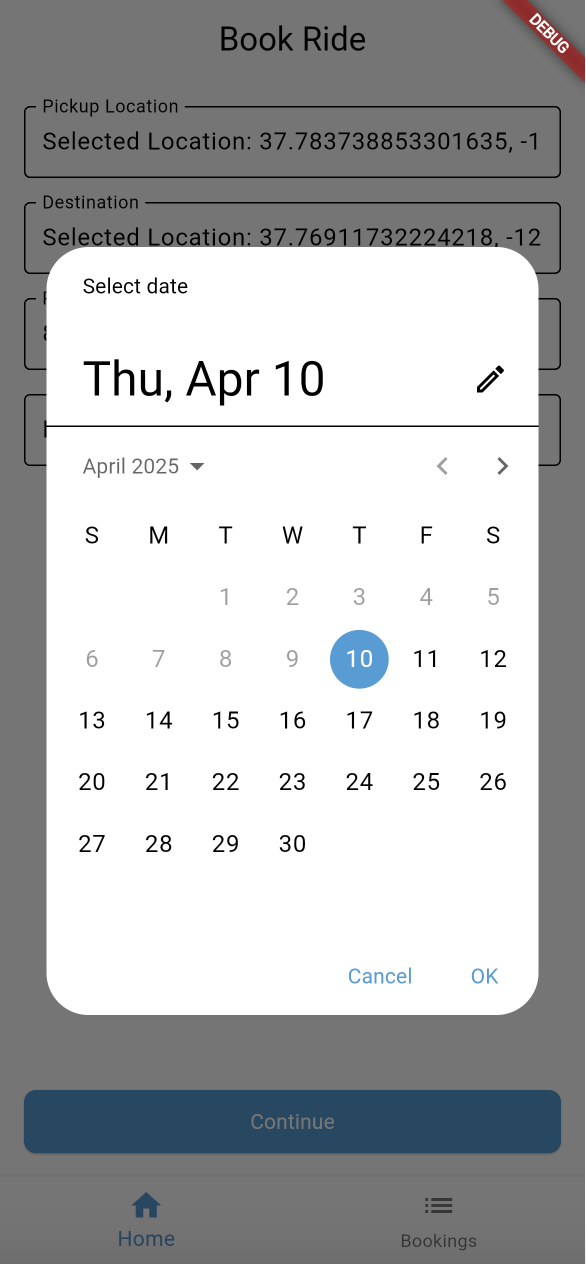 Book Ride
DEBUG
Pickup Location
Selected Location: 37.783738853301635, -1
Destination
Selected Location: 37.76911732224218, -12
Select date
Thu, Apr 10
April 2025
S M T W T F S
1 2 3 4 5
6 7 8 9 10 11 12
13 14 15 16 17 18 19
20 21 22 23 24 25 26
27 28 29 30
Cancel OK
Continue
Home Bookings